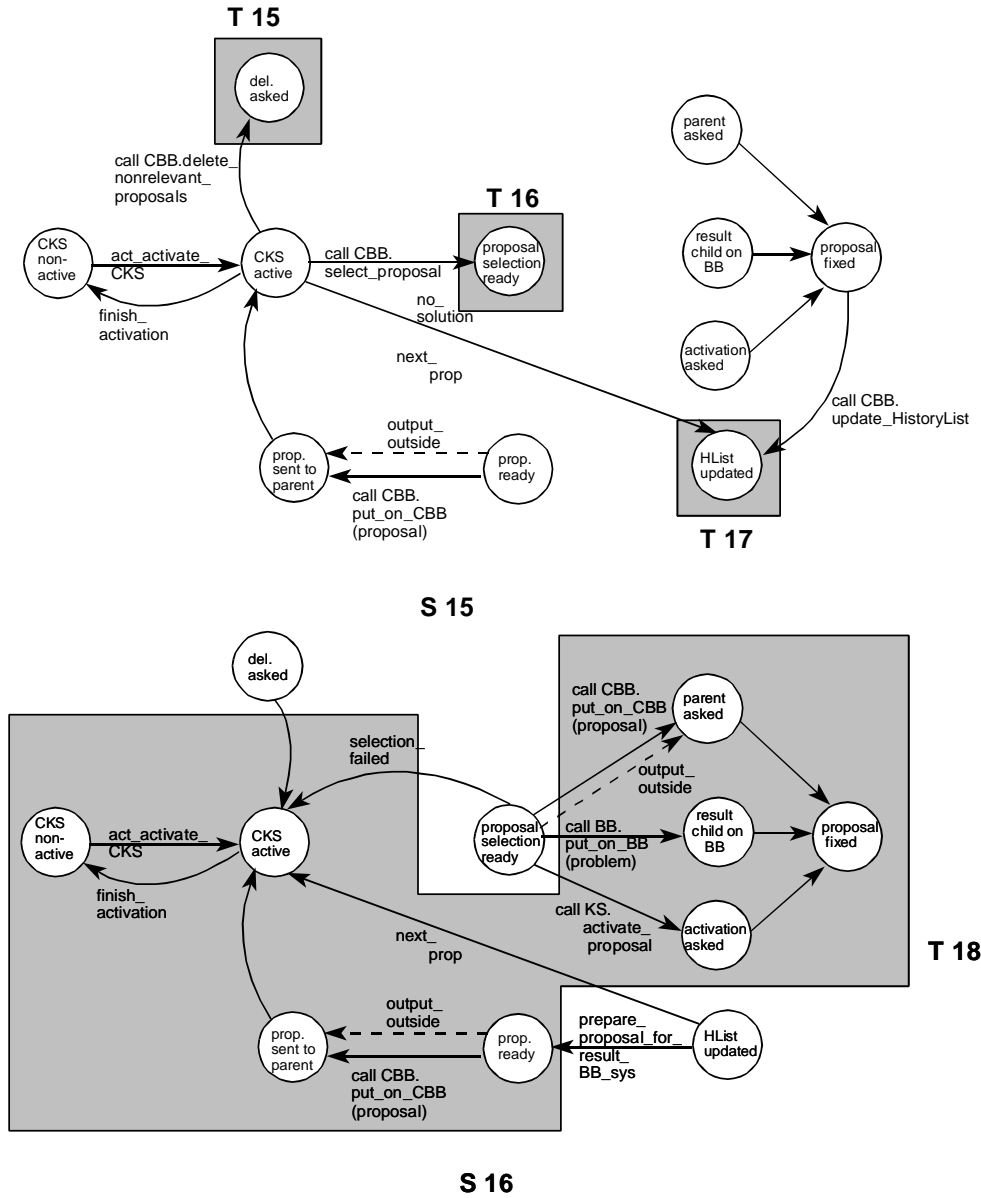 T 15
del.
asked
call CBB.delete_
nonrelevant_
proposals
parent
asked
T 16
CKS
non-
active
act_activate_
CKS
finish_
activation
CKS
active
call CBB.
select_proposal
proposal
selection
ready
result
child on
BB
proposal
fixed
no_
solution
next_
prop
activation
asked
call CBB.
update_HistoryList
output_
outside
prop.
sent to
parent
prop.
ready
call CBB.
put_on_CBB
(proposal)
HList
updated
T 17
S 15
del.
asked
call CBB.
put_on_CBB
(proposal)
parent
asked
selection_
failed
output_
outside
CKS
non-
active
act_activate_
CKS
finish_
activation
CKS
active
proposal
selection
ready
call BB.
put_on_BB
(problem)
result
child on
BB
proposal
fixed
call KS.
activate_
proposal
activation
asked
next_
prop
T 18
output_
outside
prop.
sent to
parent
prop.
ready
call CBB.
put_on_CBB
(proposal)
prepare_
proposal_for_
result_
BB_sys
HList
updated
S 16